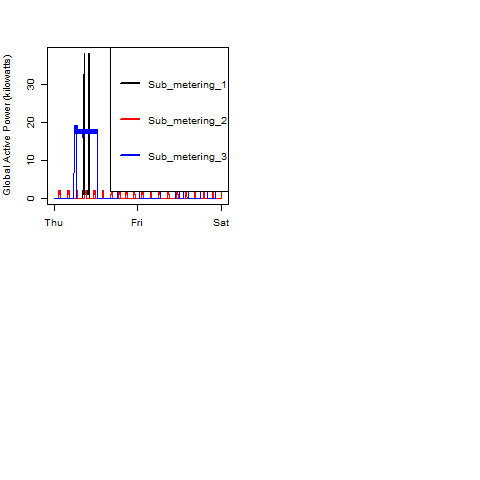 Global Active Power (kilowatts)
30
20
10
0
Sub_metering_1
Sub_metering_2
Sub_metering_3
Thu Fri Sat